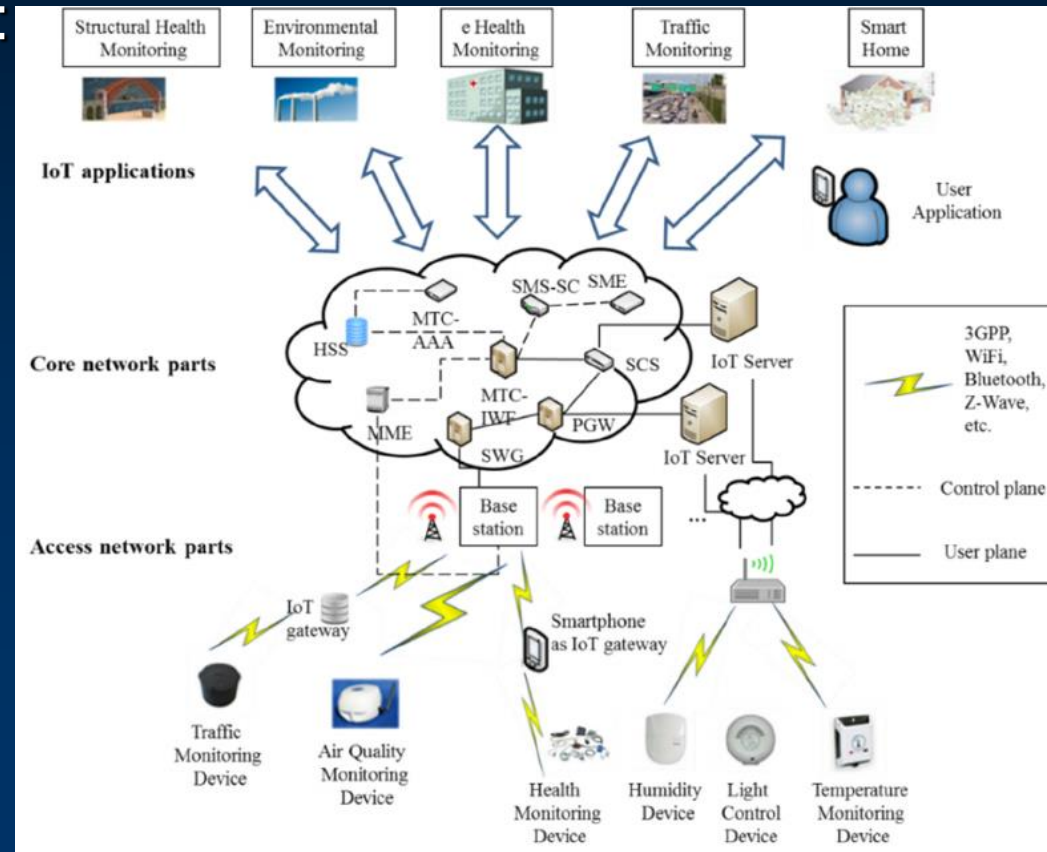 Structural Health
Monitoring
Environmental
Monitoring
e Health
Monitoring
Traffic
Monitoring
Smart
Home
IoT applications
User
Application
SMS-SC
SME
MTC-
AAA
HSS
IoT Server
3GPP,
WiFi,
Bluetooth,
Z-Wave,
etc.
Core network parts
SCS
MTC-
IWF
MME
PGW
SWG
IoT Server
Control plane
Base
station
Base
station
...
Access network parts
User plane
IoT
gateway
Smartphone
as IoT gateway
Traffic
Monitoring
Device
Air Quality
Monitoring
Device
Health
Monitoring
Device
Humidity
Device
Light
Control
Device
Temperature
Monitoring
Device